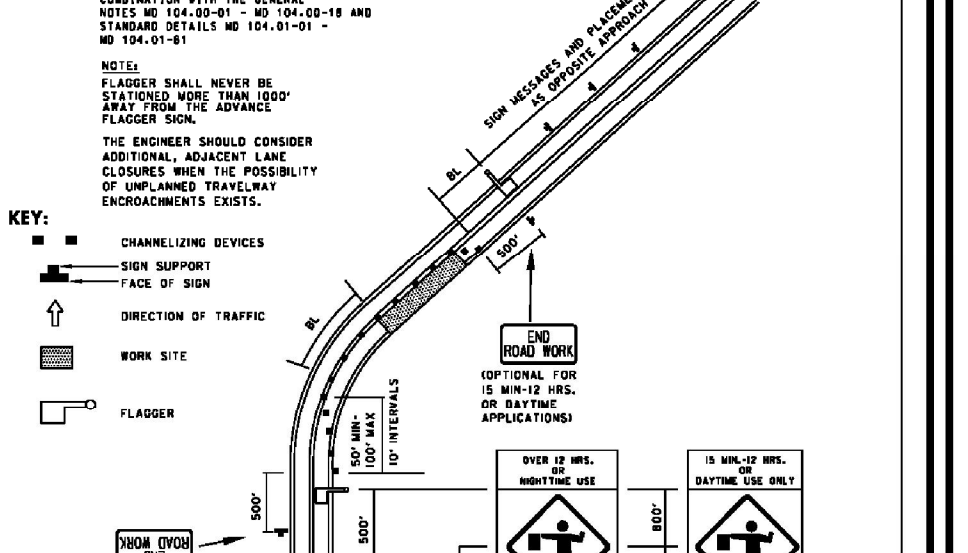 COMBINATION WITH THE GENERAL
NOTES MD 104.00-01 - MD 104.00-18 AND
STANDARD DETAILS MD 104.01-01 -
MD 104.01-81
NOTE:
FLAGGER SHALL NEVER BE
STATIONED MORE THAN 1000'
AWAY FROM THE ADVANCE
FLAGGER SIGN.
THE ENGINEER SHOULD CONSIDER
ADDITIONAL, ADJACENT LANE
CLOSURES WHEN THE POSSIBILITY
OF UNPLANNED TRAVELWAY
ENCROACHMENTS EXISTS.
KEY:
CHANNELIZING DEVICES
SIGN SUPPORT
FACE OF SIGN
DIRECTION OF TRAFFIC
WORK SITE
FLAGGER
SIGN MESSAGES AND PLACEM
AS OPPOSITE APPROACH
BL
500'
BL
END
ROAD WORK
(OPTIONAL FOR
15 MIN-12 HRS.
OR DAYTIME
APPLICATIONS)
50' MIN-
100' MAX
10' INTERVALS
500'
500'
END
ROAD WORK
OVER 12 HRS.
OR
NIGHTTIME USE
800'
15 MIN.-12 HRS.
OR
DAYTIME USE ONLY